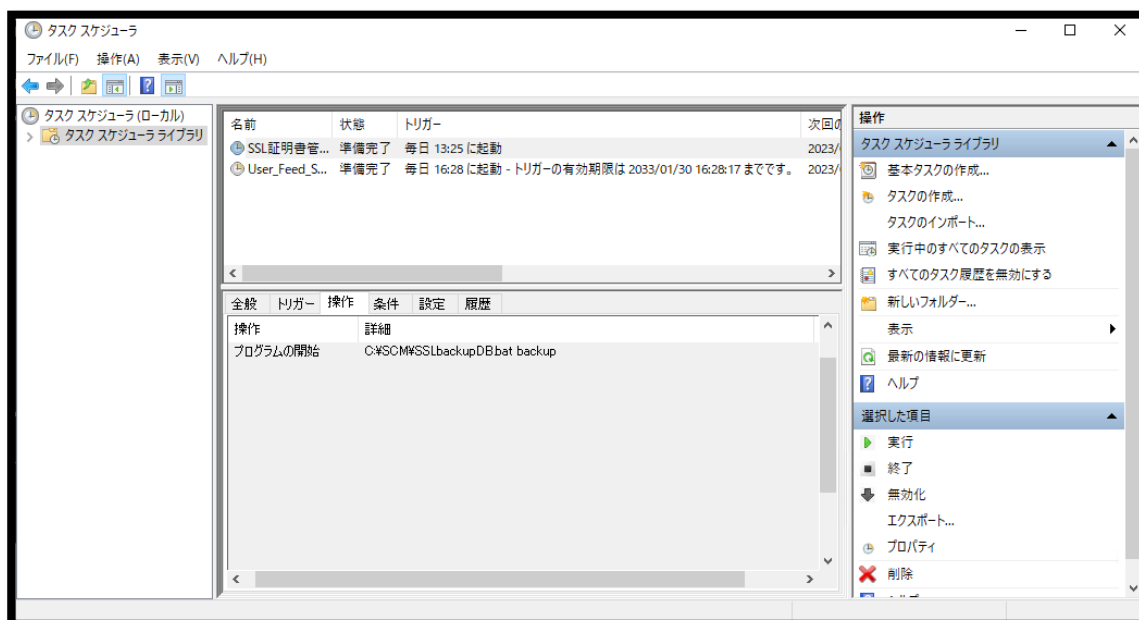 タスク スケジューラ
ファイル(F) 操作(A) 表示(V) ヘルプ(H)
タスク スケジューラ (ローカル)
タスク スケジューラ ライブラリ
名前 状態 トリガー 次回の
SSL証明書管... 準備完了 毎日 13:25 に起動 2023/
User_Feed_S... 準備完了 毎日 16:28 に起動 - トリガーの有効期限は 2033/01/30 16:28:17 までです。 2023/
全般 トリガー 操作 条件 設定 履歴
操作 詳細
プログラムの開始 C:¥SCM¥SSLbackupDB.bat backup
操作
タスク スケジューラ ライブラリ
基本タスクの作成...
タスクの作成...
タスクのインポート...
実行中のすべてのタスクの表示
すべてのタスク履歴を無効にする
新しいフォルダー...
表示
最新の情報に更新
ヘルプ
選択した項目
実行
終了
無効化
エクスポート...
プロパティ
削除